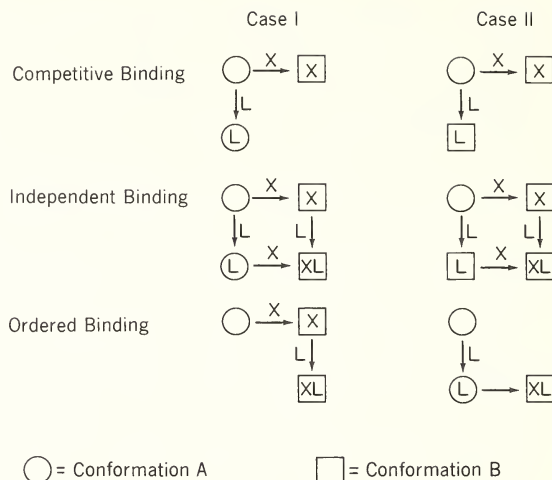 Case I Case II
Competitive Binding X X X X
L L
L L
Independent Binding X X X X
L L L L
L X XL L X XL
Ordered Binding X X
L L
XL L XL
= Conformation A = Conformation B